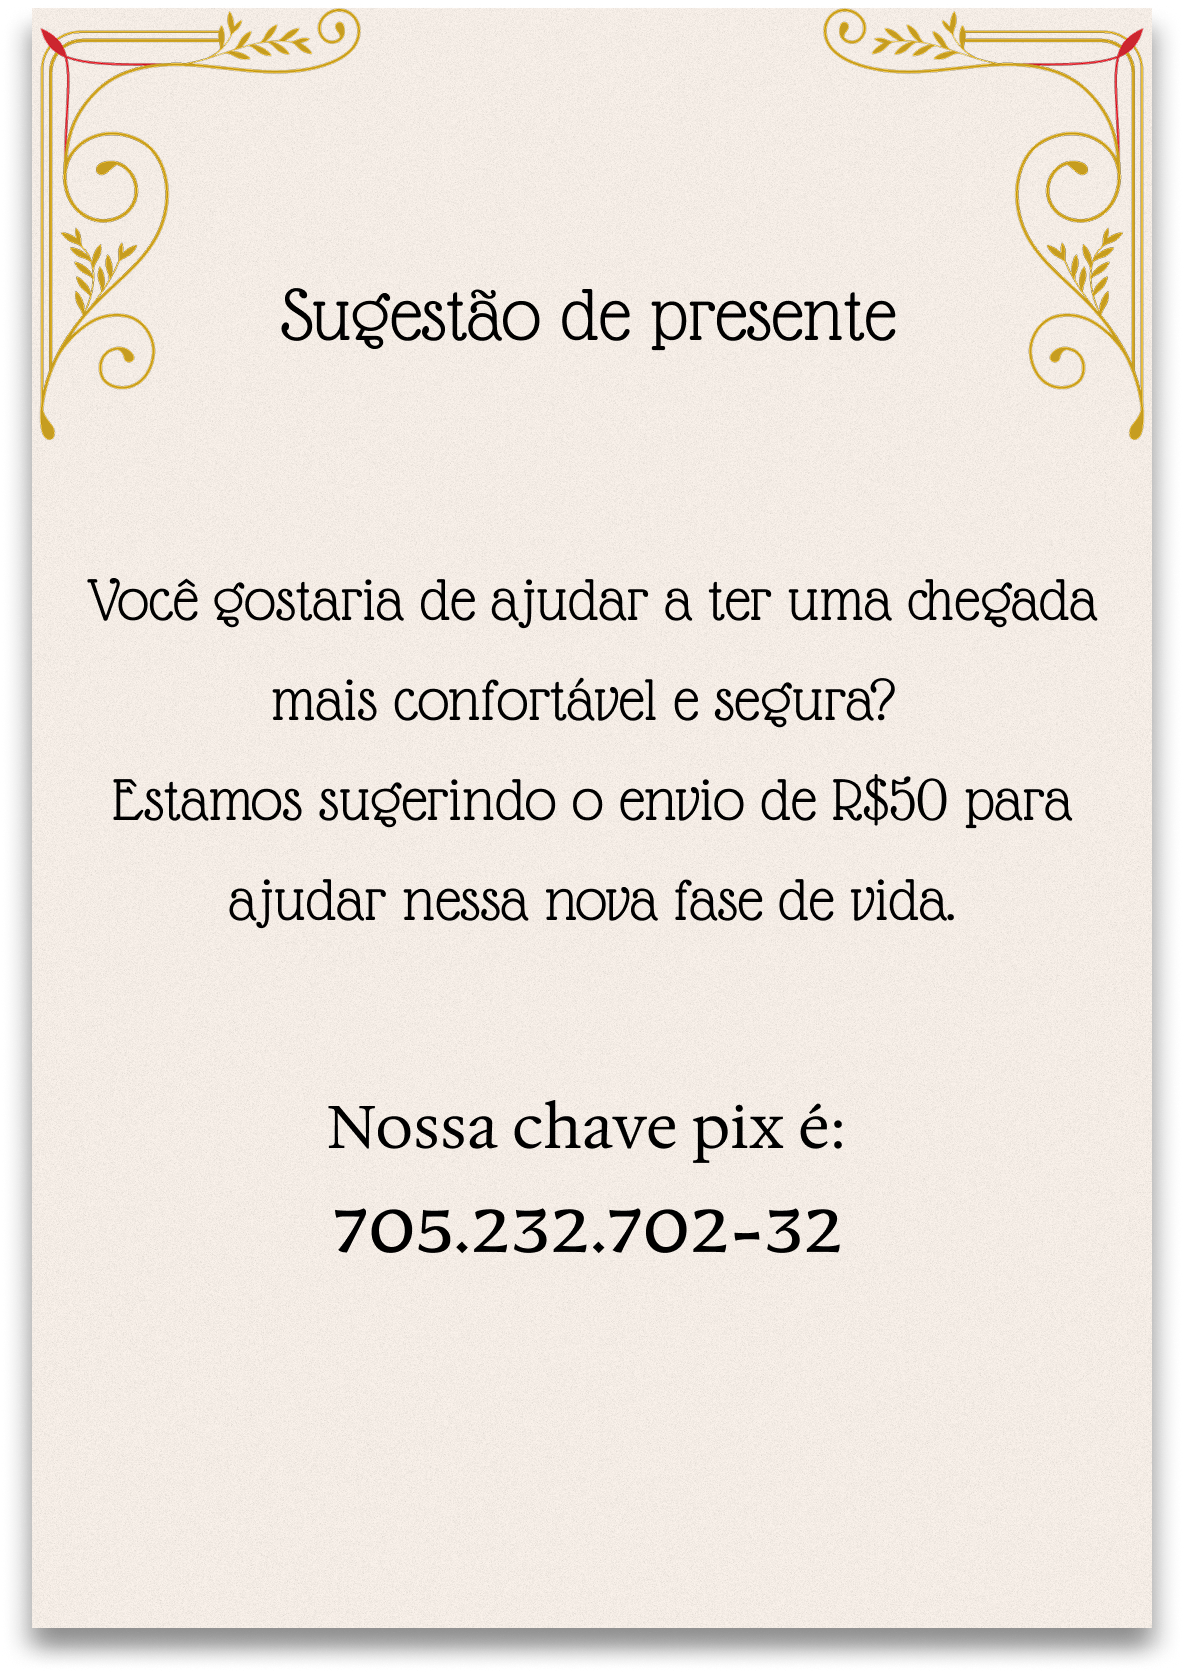 Sugestão de presente
Você gostaria de ajudar a ter uma chegada
mais confortável e segura?
Estamos sugerindo o envio de R$50 para
ajudar nessa nova fase de vida.
Nossa chave pix é:
705.232.702-32